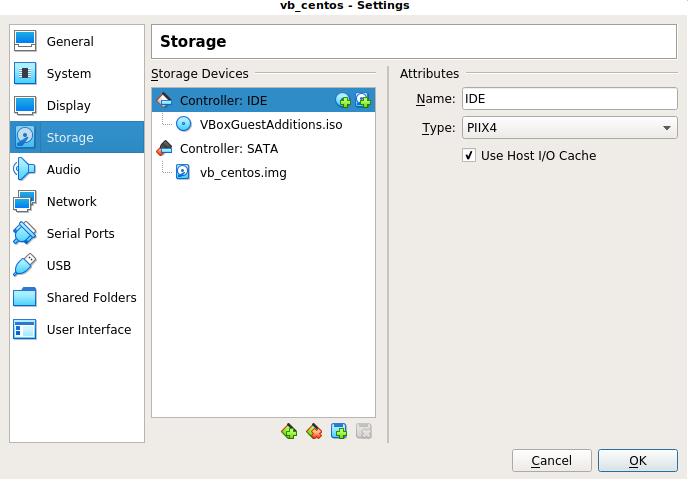 vb_centos - Settings
General
System
Display
Storage
Audio
Network
Serial Ports
USB
Shared Folders
User Interface
Storage
Storage Devices
Controller: IDE
VBoxGuestAdditions.iso
Controller: SATA
vb_centos.img
Attributes
Name: IDE
Type: PIIX4
Use Host I/O Cache
Cancel
OK